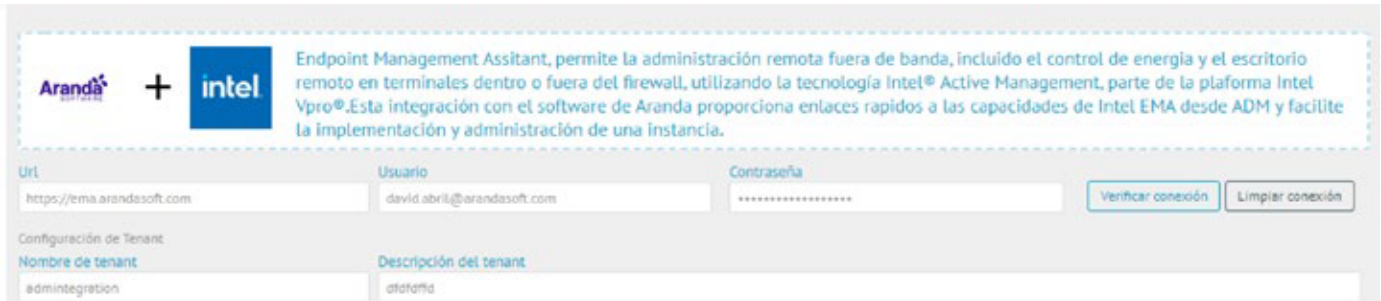 Endpoint Management Assitant, permite la administración remota fuera de banda, incluido el control de energia y el escritorio
Aranda SOFTWARE + intel remoto en terminales dentro o fuera del firewall, utilizando la tecnología Intel® Active Management, parte de la plaforma Intel
Vpro®.Esta integración con el software de Aranda proporciona enlaces rapidos a las capacidades de Intel EMA desde ADM y facilite
la implementación y administración de una instancia.
Url Usuario Contraseña
https://ema.arandasoft.com david.abril@arandasoft.com ****************** Verificar conexión Limpiar conexión
Configuración de Tenant
Nombre de tenant Descripción del tenant
admintegration dfdfdffd